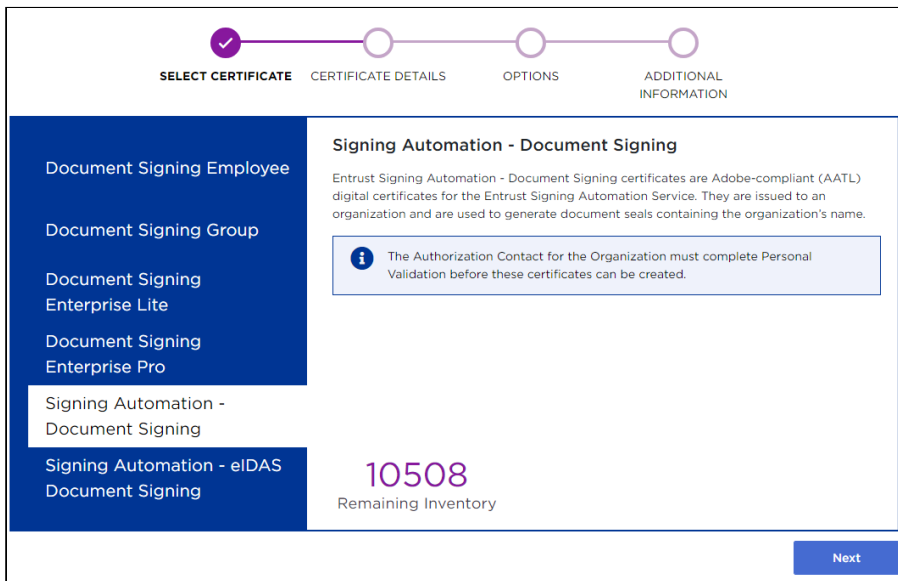 SELECT CERTIFICATE
CERTIFICATE DETAILS
OPTIONS
ADDITIONAL
INFORMATION
Document Signing Employee
Document Signing Group
Document Signing
Enterprise Lite
Document Signing
Enterprise Pro
Signing Automation -
Document Signing
Signing Automation - eIDAS
Document Signing
Signing Automation - Document Signing
Entrust Signing Automation - Document Signing certificates are Adobe-compliant (AATL)
digital certificates for the Entrust Signing Automation Service. They are issued to an
organization and are used to generate document seals containing the organization's name.
The Authorization Contact for the Organization must complete Personal
Validation before these certificates can be created.
10508
Remaining Inventory
Next